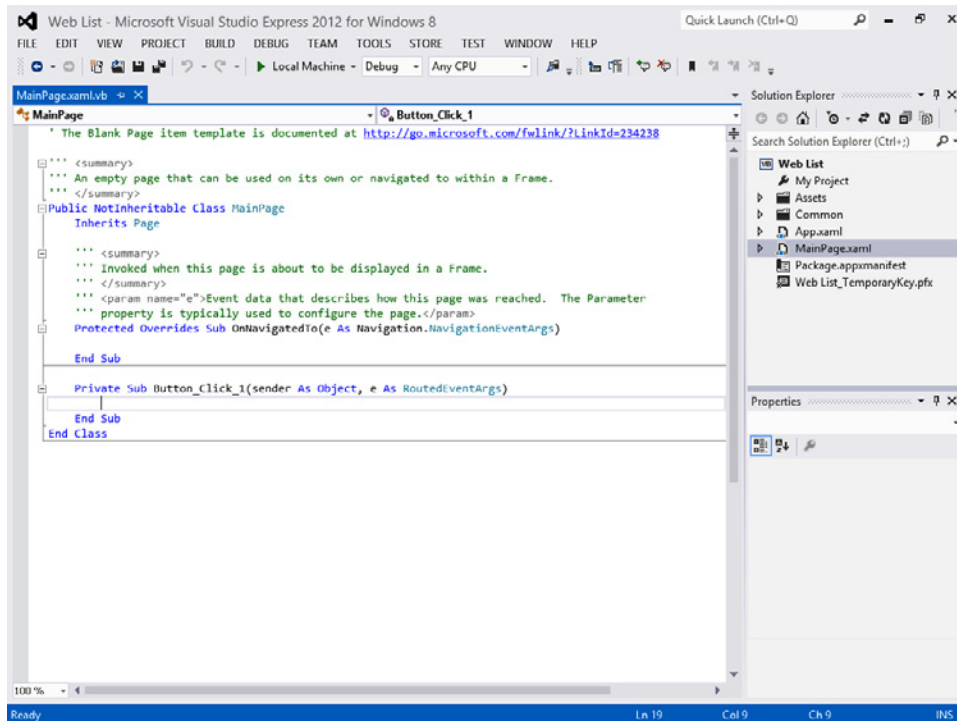 Web List - Microsoft Visual Studio Express 2012 for Windows 8
Quick Launch (Ctrl+Q)
FILE EDIT VIEW PROJECT BUILD DEBUG TEAM TOOLS STORE TEST WINDOW HELP
Local Machine Debug Any CPU
MainPage.xaml.vb
MainPage
Button_Click_1
' The Blank Page item template is documented at http://go.microsoft.com/fwlink/?LinkId=234238
''' <summary>
''' An empty page that can be used on its own or navigated to within a Frame.
''' </summary>
Public NotInheritable Class MainPage
Inherits Page
''' <summary>
''' Invoked when this page is about to be displayed in a Frame.
''' </summary>
''' <param name="e">Event data that describes how this page was reached.  The Parameter
''' property is typically used to configure the page.</param>
Protected Overrides Sub OnNavigatedTo(e As Navigation.NavigationEventArgs)
End Sub
Private Sub Button_Click_1(sender As Object, e As RoutedEventArgs)
End Sub
End Class
100 %
Solution Explorer
Search Solution Explorer (Ctrl+;)
Web List
My Project
Assets
Common
App.xaml
MainPage.xaml
Package.appxmanifest
Web List_TemporaryKey.pfx
Properties
Ready
Ln 19
Col 9
Ch 9
INS